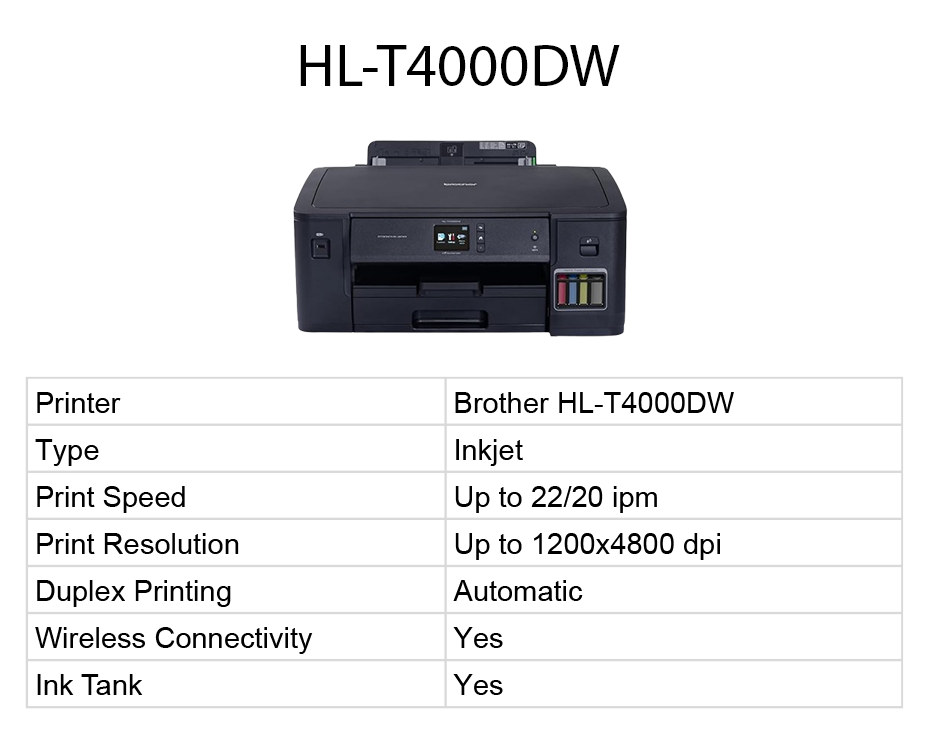 HL-T4000DW
Printer Brother HL-T4000DW
Type Inkjet
Print Speed Up to 22/20 ipm
Print Resolution Up to 1200x4800 dpi
Duplex Printing Automatic
Wireless Connectivity Yes
Ink Tank Yes